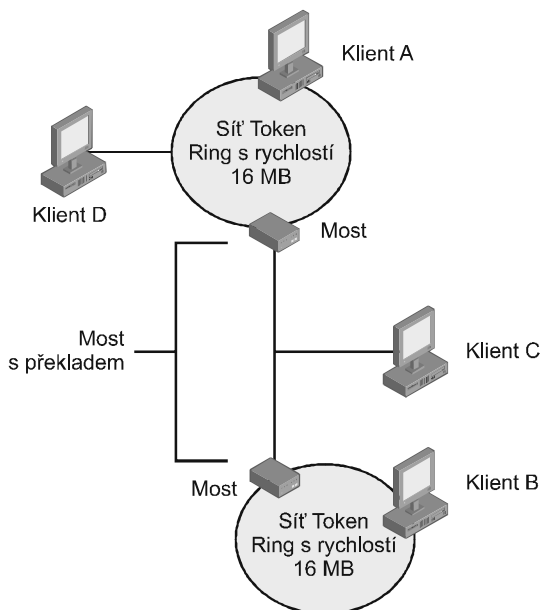 Klient A
Síť Token
Ring s rychlostí
16 MB
Klient D
Most
Most
s překladem
Klient C
Most
Klient B
Síť Token
Ring s rychlostí
16 MB